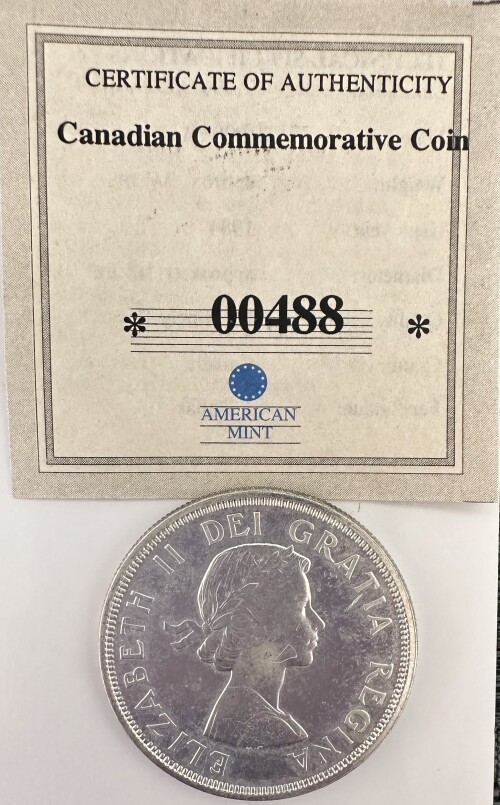 CERTIFICATE OF AUTHENTICITY
Canadian Commemorative Coin
* 00488 *
AMERICAN
MINT
ELIZABETH II DEI GRATIA REGINA